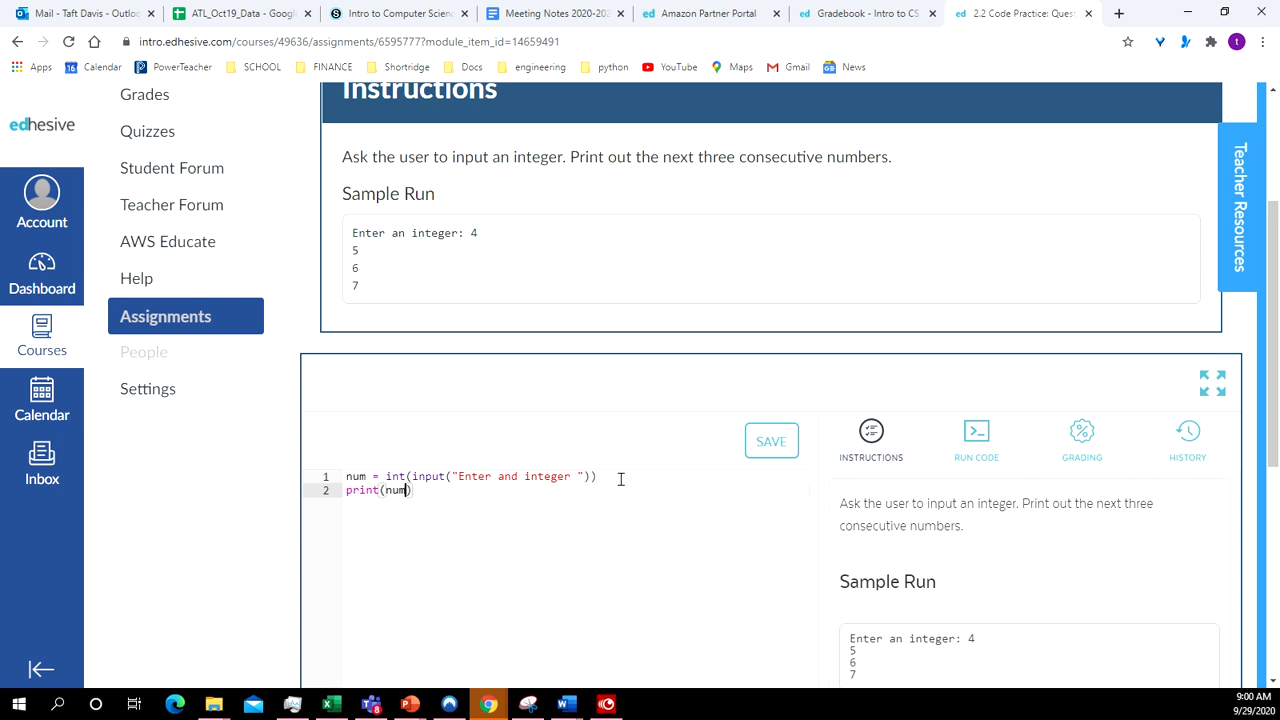 Mail - Taft Davis - Outloo
ATL_Oct19_Data - Google
Intro to Computer Scienc
Meeting Notes 2020-202
Amazon Partner Portal
Gradebook - Intro to CS
2.2 Code Practice: Ques
intro.edhesive.com/courses/49636/assignments/6595777?module_item_id=14659491
Apps
Calendar
PowerTeacher
SCHOOL
FINANCE
Shortridge
Docs
engineering
python
YouTube
Maps
Gmail
News
edhesive
Account
Dashboard
Courses
Calendar
Inbox
Grades
Quizzes
Student Forum
Teacher Forum
AWS Educate
Help
Assignments
People
Settings
Instructions
Ask the user to input an integer. Print out the next three consecutive numbers.
Sample Run
Enter an integer: 4
5
6
7
Teacher Resources
SAVE
1 num = int(input("Enter and integer "))
2 print(num)
INSTRUCTIONS
RUN CODE
GRADING
HISTORY
Ask the user to input an integer. Print out the next three
consecutive numbers.
Sample Run
Enter an integer: 4
5
6
7
9:00 AM
9/29/2020